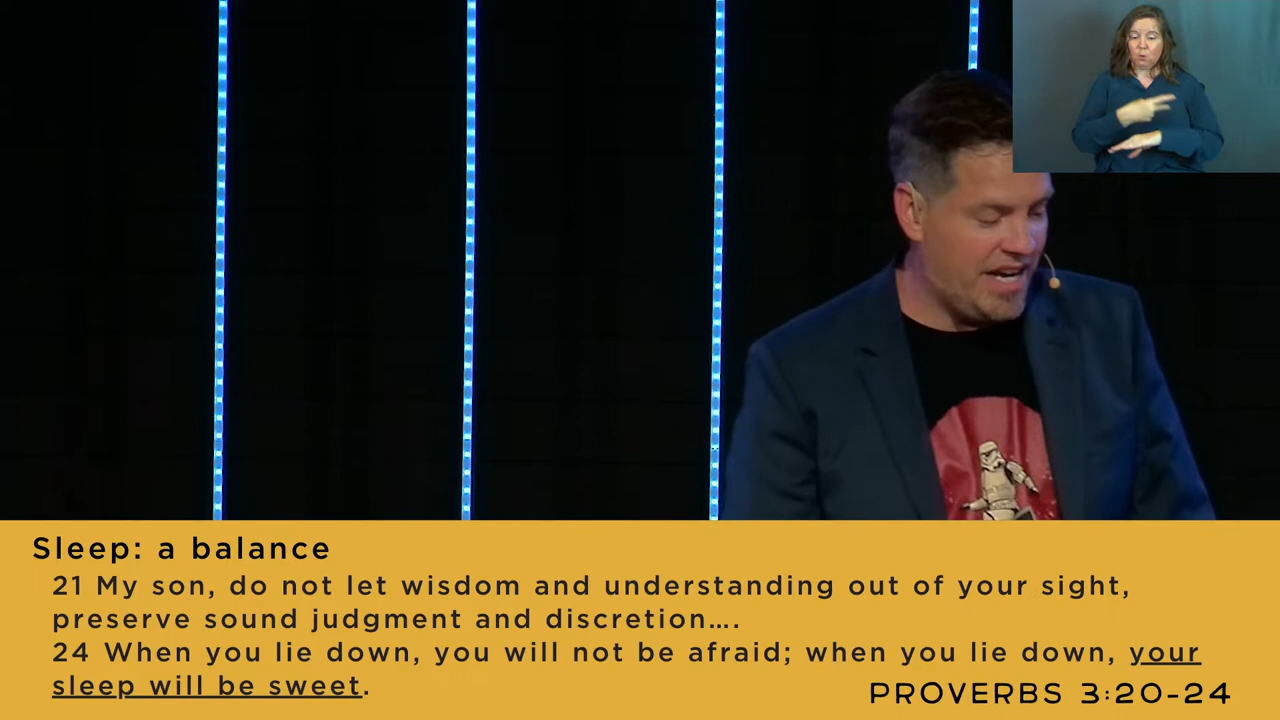 Sleep: a balance
21 My son, do not let wisdom and understanding out of your sight,
preserve sound judgment and discretion....
24 When you lie down, you will not be afraid; when you lie down, your
sleep will be sweet.
PROVERBS 3:20-24